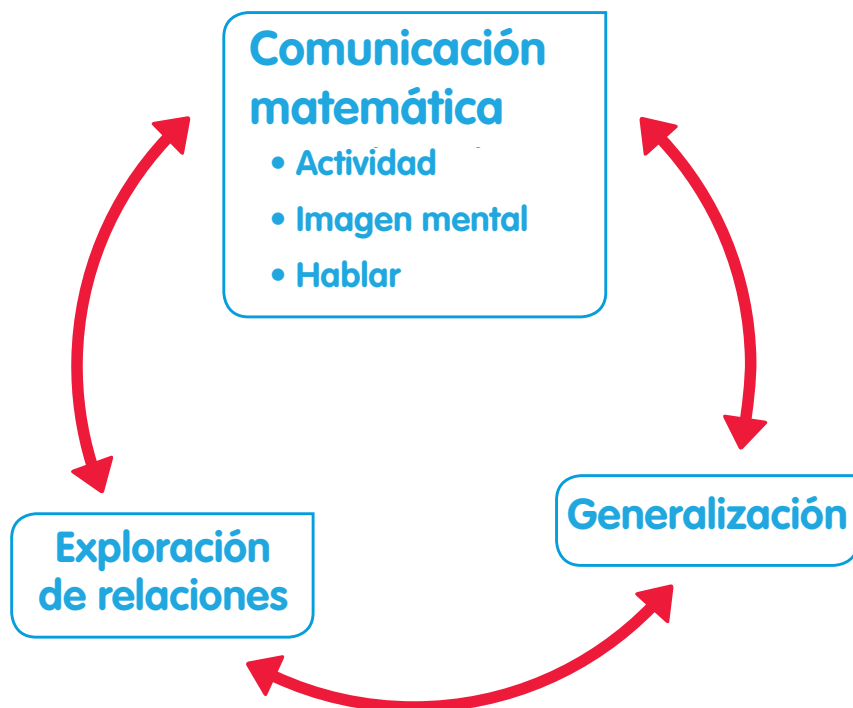 Comunicación
matemática
• Actividad
• Imagen mental
• Hablar
Exploración
de relaciones
Generalización